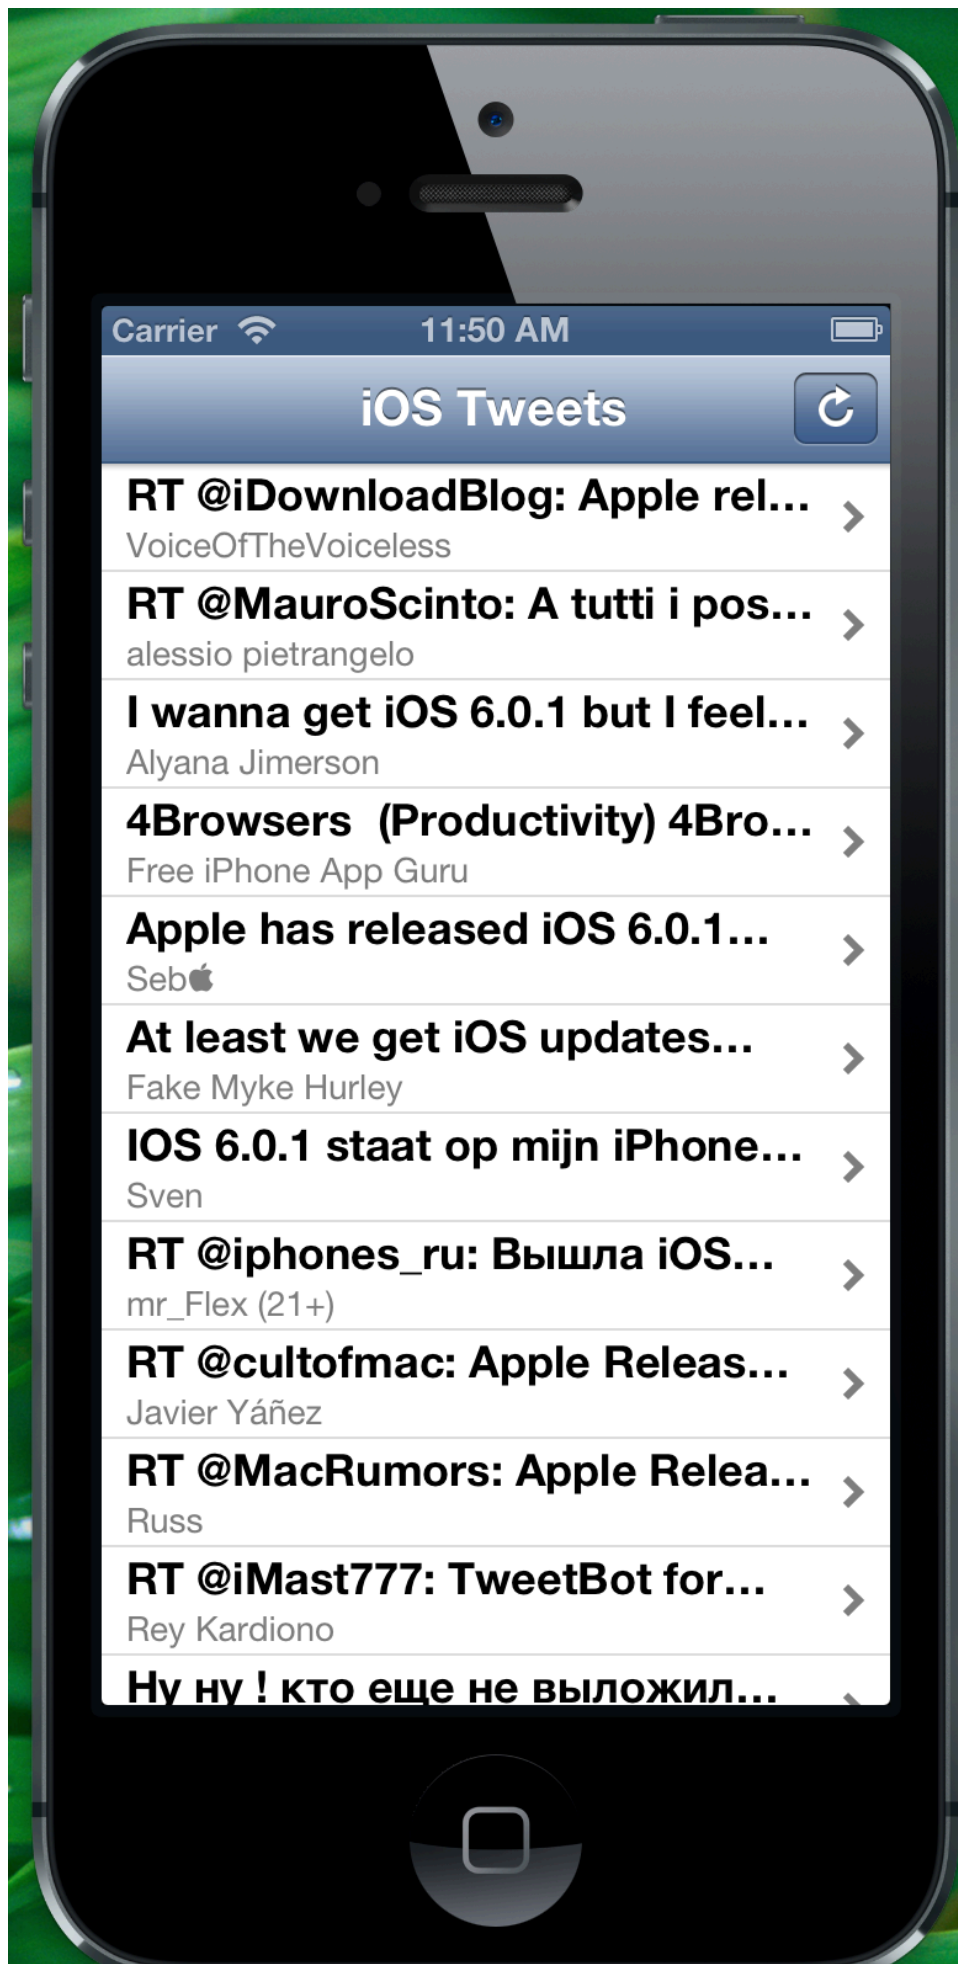 Carrier 11:50 AM
iOS Tweets
RT @iDownloadBlog: Apple rel...
VoiceOfTheVoiceless
RT @MauroScinto: A tutti i pos...
alessio pietrangelo
I wanna get iOS 6.0.1 but I feel...
Alyana Jimerson
4Browsers  (Productivity) 4Bro...
Free iPhone App Guru
Apple has released iOS 6.0.1...
Seb
At least we get iOS updates...
Fake Myke Hurley
IOS 6.0.1 staat op mijn iPhone...
Sven
RT @iphones_ru: Вышла iOS...
mr_Flex (21+)
RT @cultofmac: Apple Releas...
Javier Yáñez
RT @MacRumors: Apple Relea...
Russ
RT @iMast777: TweetBot for...
Rey Kardiono
Ну ну ! кто еще не выложил...